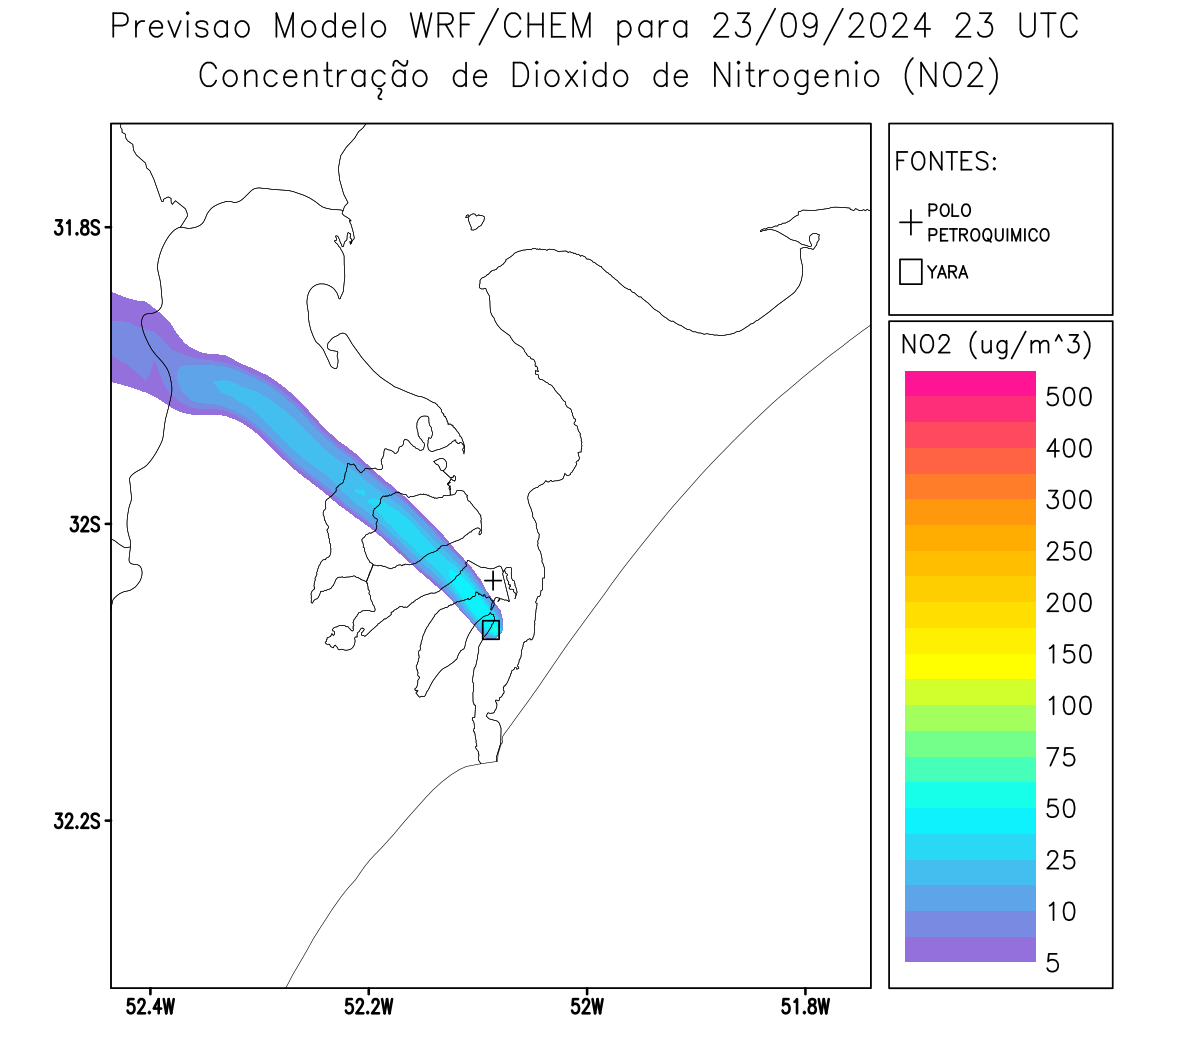 Previsao Modelo WRF/CHEM para 23/09/2024 23 UTC
Concentração de Dioxido de Nitrogenio (NO2)
FONTES:
POLO
PETROQUIMICO
YARA
31.8S
32S
32.2S
52.4W
52.2W
52W
51.8W
NO2 (ug/m^3)
500
400
300
250
200
150
100
75
50
25
10
5